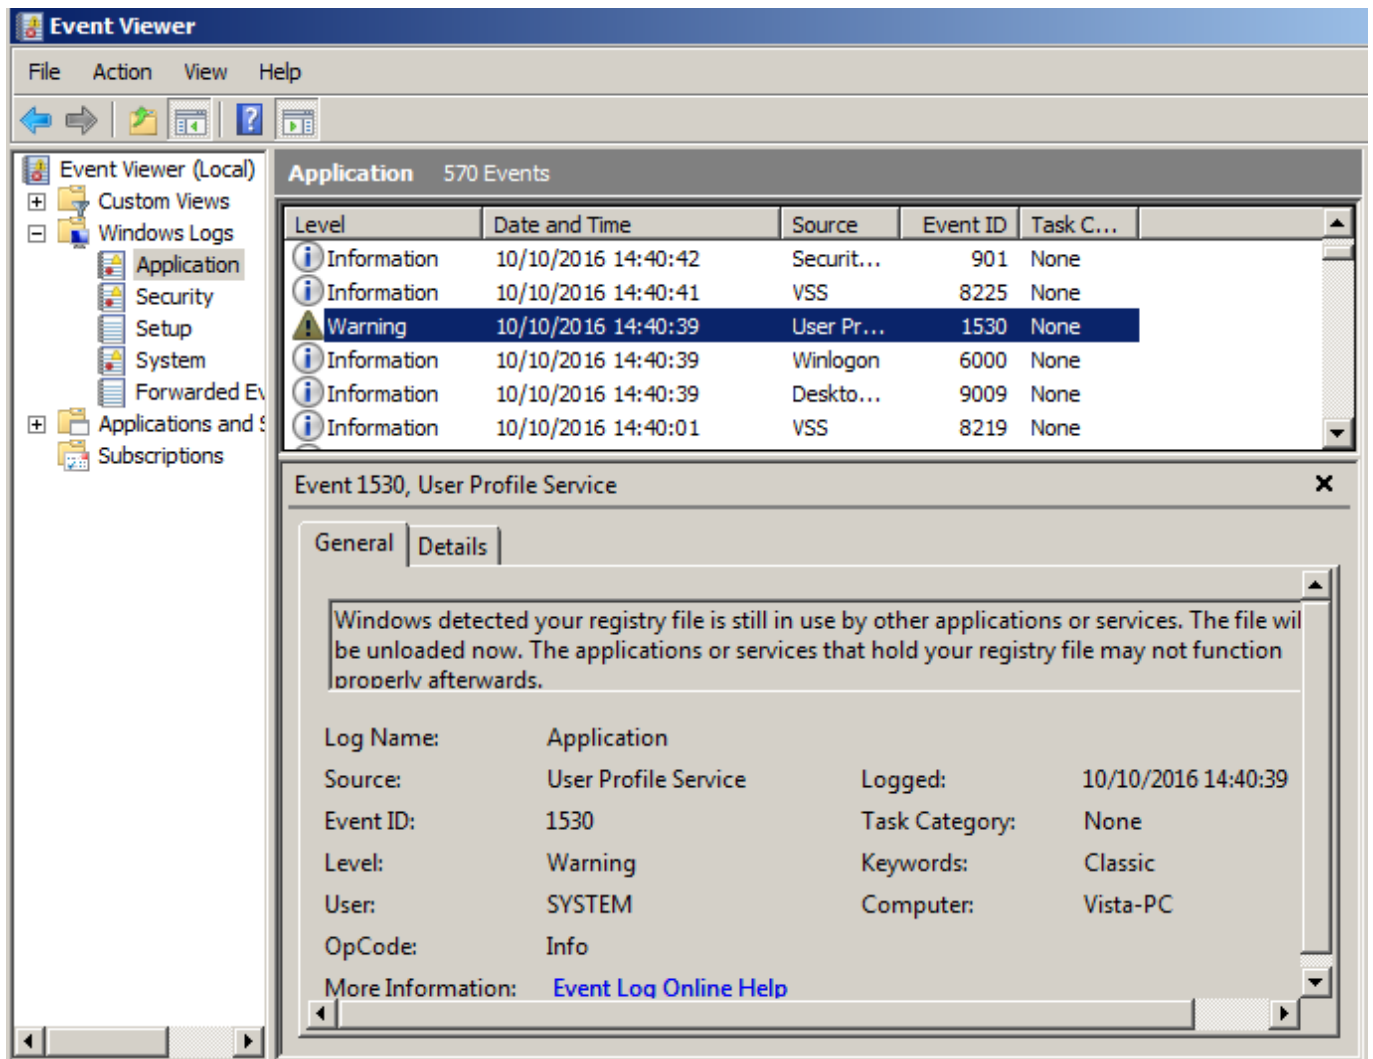 Event Viewer
File Action View Help
Event Viewer (Local)
Custom Views
Windows Logs
Application
Security
Setup
System
Forwarded Ev
Applications and S
Subscriptions
Application 570 Events
Level Date and Time Source Event ID Task C...
Information 10/10/2016 14:40:42 Securit... 901 None
Information 10/10/2016 14:40:41 VSS 8225 None
Warning 10/10/2016 14:40:39 User Pr... 1530 None
Information 10/10/2016 14:40:39 Winlogon 6000 None
Information 10/10/2016 14:40:39 Deskto... 9009 None
Information 10/10/2016 14:40:01 VSS 8219 None
Event 1530, User Profile Service
General Details
Windows detected your registry file is still in use by other applications or services. The file will
be unloaded now. The applications or services that hold your registry file may not function
properly afterwards.
Log Name: Application
Source: User Profile Service Logged: 10/10/2016 14:40:39
Event ID: 1530 Task Category: None
Level: Warning Keywords: Classic
User: SYSTEM Computer: Vista-PC
OpCode: Info
More Information: Event Log Online Help